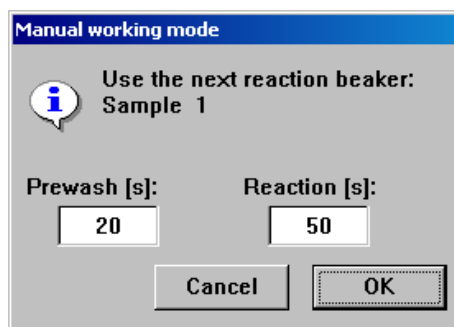 Manual working mode
Use the next reaction beaker:
Sample 1
Prewash [s]: Reaction [s]:
20 50
Cancel OK